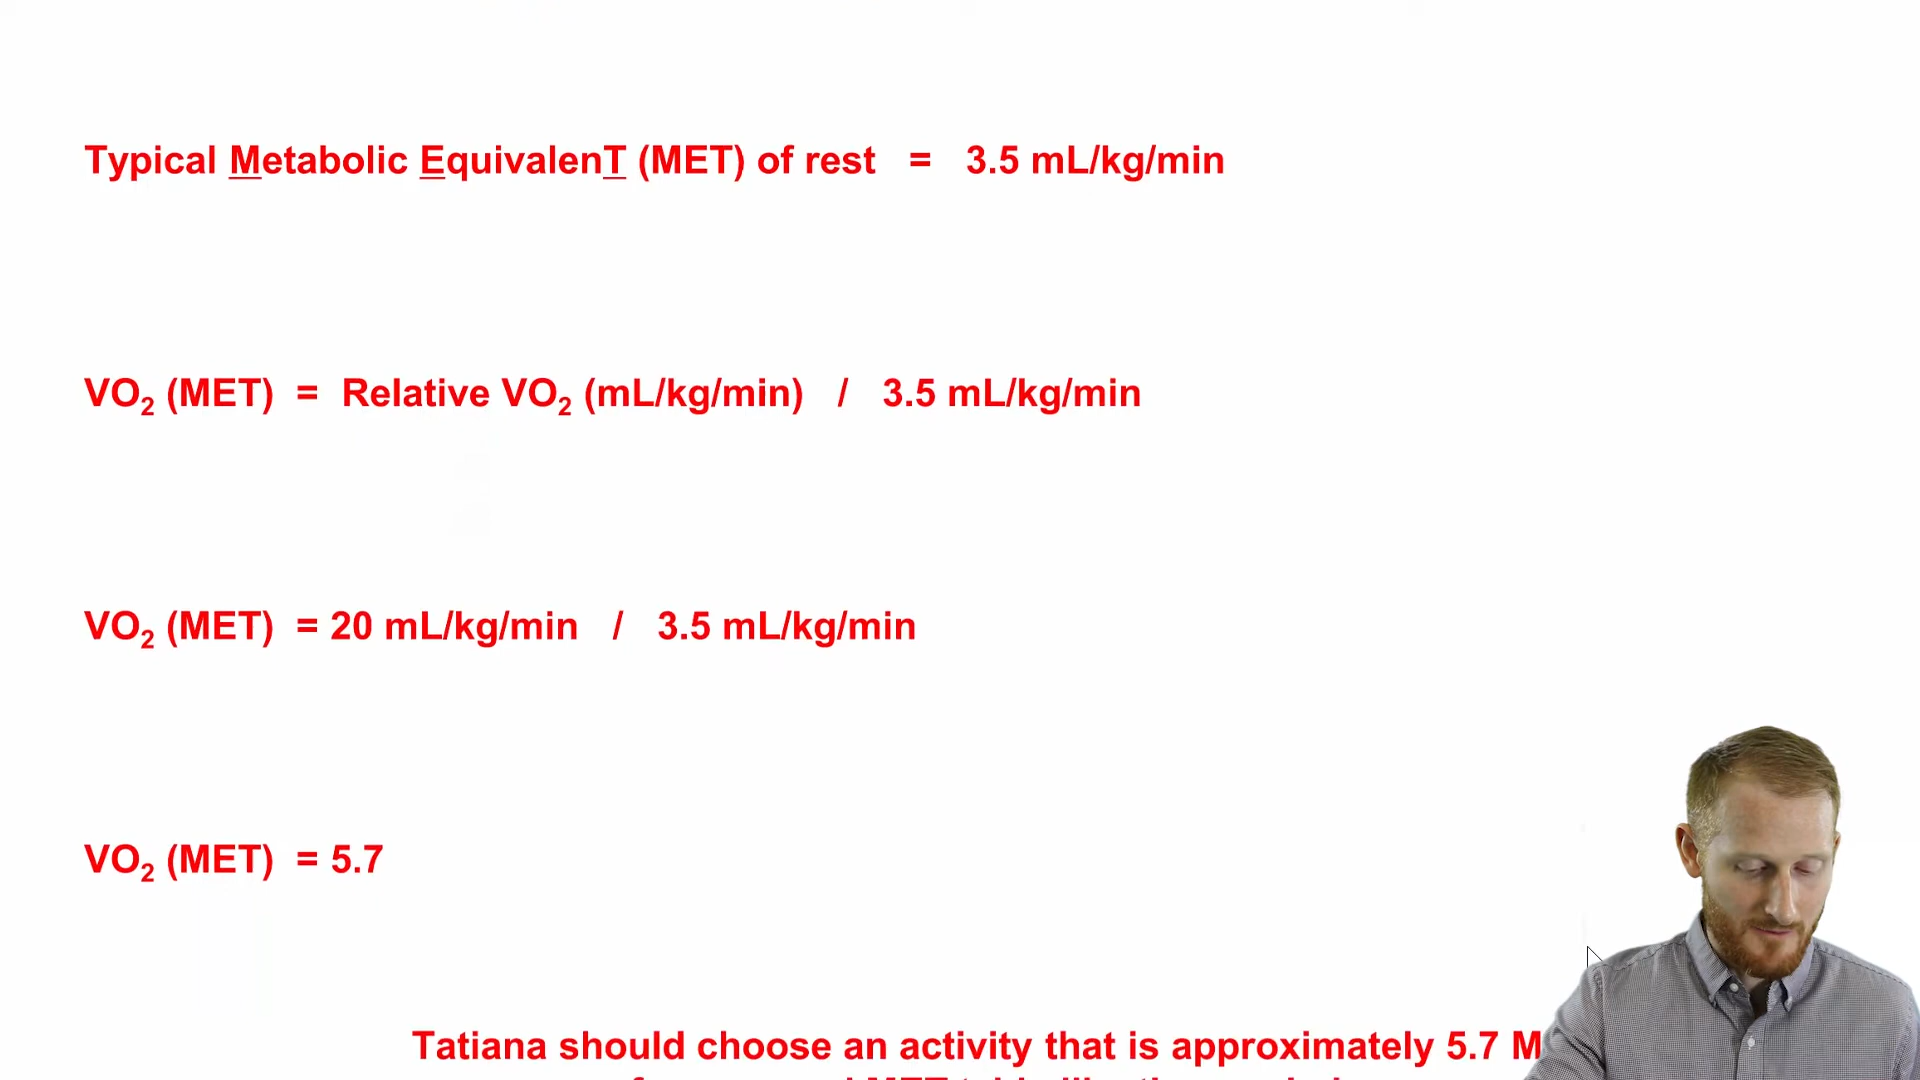 Typical Metabolic EquivalenT (MET) of rest = 3.5 mL/kg/min
VO₂ (MET) = Relative VO₂ (mL/kg/min) / 3.5 mL/kg/min
VO₂ (MET) = 20 mL/kg/min / 3.5 mL/kg/min
VO₂ (MET) = 5.7
Tatiana should choose an activity that is approximately 5.7 M